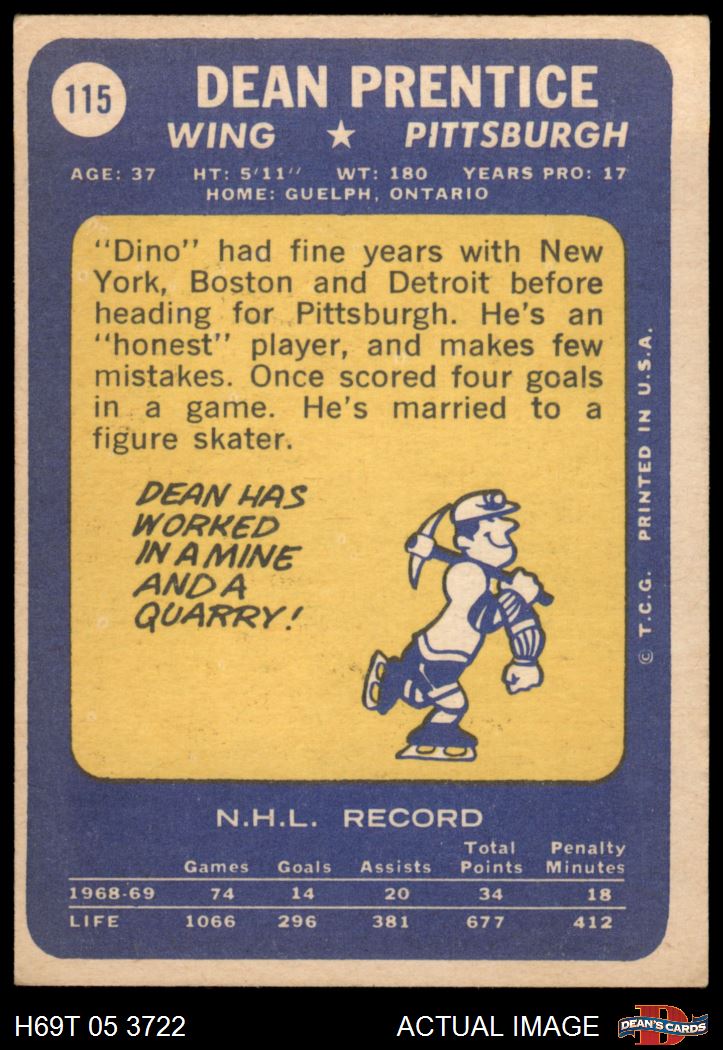 115
DEAN PRENTICE
WING ★ PITTSBURGH
AGE: 37 HT: 5'11" WT: 180 YEARS PRO: 17
HOME: GUELPH, ONTARIO
"Dino" had fine years with New
York, Boston and Detroit before
heading for Pittsburgh. He's an
"honest" player, and makes few
mistakes. Once scored four goals
in a game. He's married to a
figure skater.
DEAN HAS
WORKED
IN A MINE
AND A
QUARRY!
© T.C.G. PRINTED IN U.S.A.
N.H.L. RECORD
Games Goals Assists Total Points Penalty Minutes
1968-69 74 14 20 34 18
LIFE 1066 296 381 677 412
H69T 05 3722 ACTUAL IMAGE
D
DEAN'S CARDS